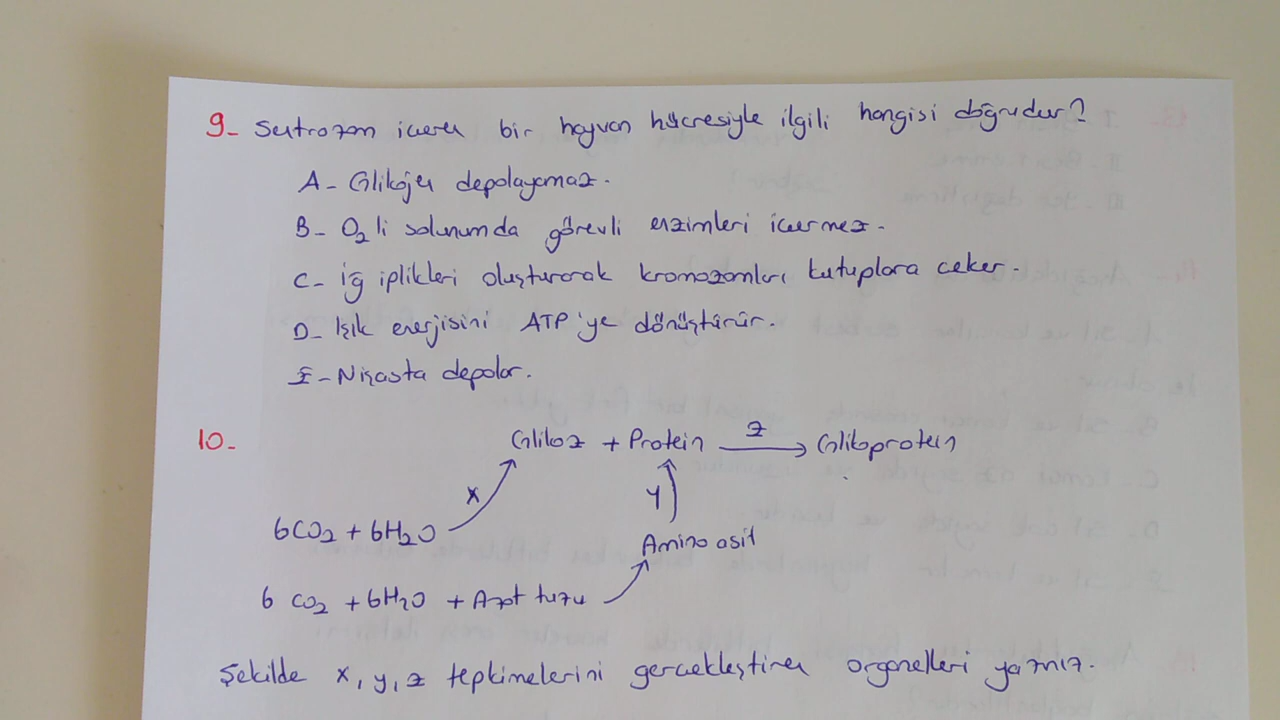 9- Sentrozom içeren bir hayvan hücresiyle ilgili hangisi doğrudur?
A- Glikojen depolayamaz.
B- O2 li solunumda görevli enzimleri içermez.
C- İğ iplikleri oluşturarak kromozomları kutuplara çeker.
D- Işık enerjisini ATP'ye dönüştürür.
E- Nişasta depolar.
10-
Glikoz + Protein z Glikoprotein
x y
6CO2 + 6H2O
Amino asit
6 CO2 + 6H2O + Azot tuzu
Şekilde x, y, z tepkimelerini gerçekleştiren organelleri yazınız.